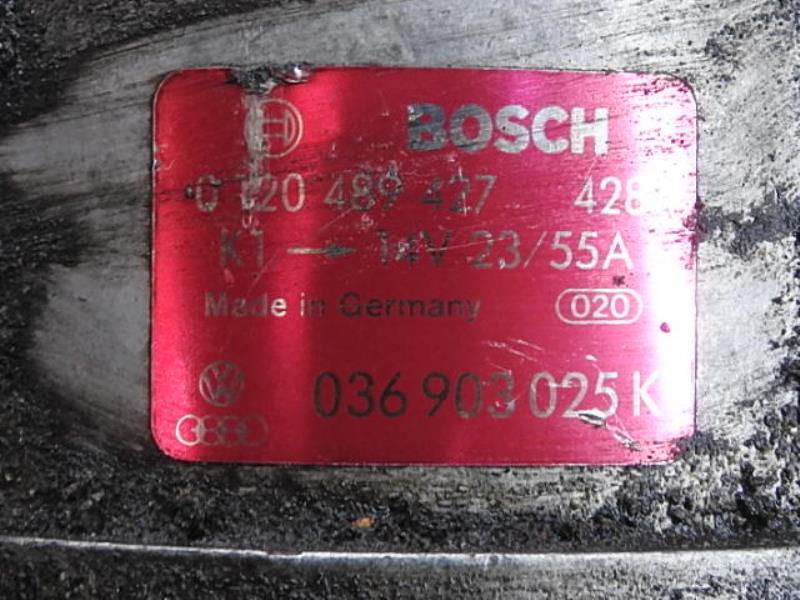 BOSCH
0 120 489 427 428
K1 → 14V 23/55A
Made in Germany 020
036 903 025 K